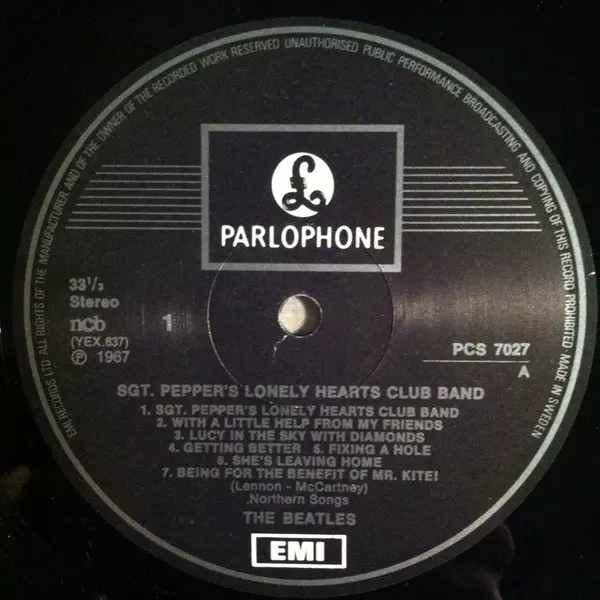 EMI RECORDS LTD·ALL RIGHTS OF THE MANUFACTURER AND OF THE OWNER OF THE RECORDED WORK RESERVED UNAUTHORISED PUBLIC PERFORMANCE BROADCASTING AND COPYING OF THIS RECORD PROHIBITED·MADE IN SWEDEN
£
PARLOPHONE
33 1/3
Stereo
ncb 1
(YEX.637)
℗ 1967
PCS 7027
A
SGT. PEPPER'S LONELY HEARTS CLUB BAND
1. SGT. PEPPER'S LONELY HEARTS CLUB BAND
2. WITH A LITTLE HELP FROM MY FRIENDS
3. LUCY IN THE SKY WITH DIAMONDS
4. GETTING BETTER 5. FIXING A HOLE
6. SHE'S LEAVING HOME
7. BEING FOR THE BENEFIT OF MR. KITE!
(Lennon - McCartney)
,Northern Songs
THE BEATLES
EMI